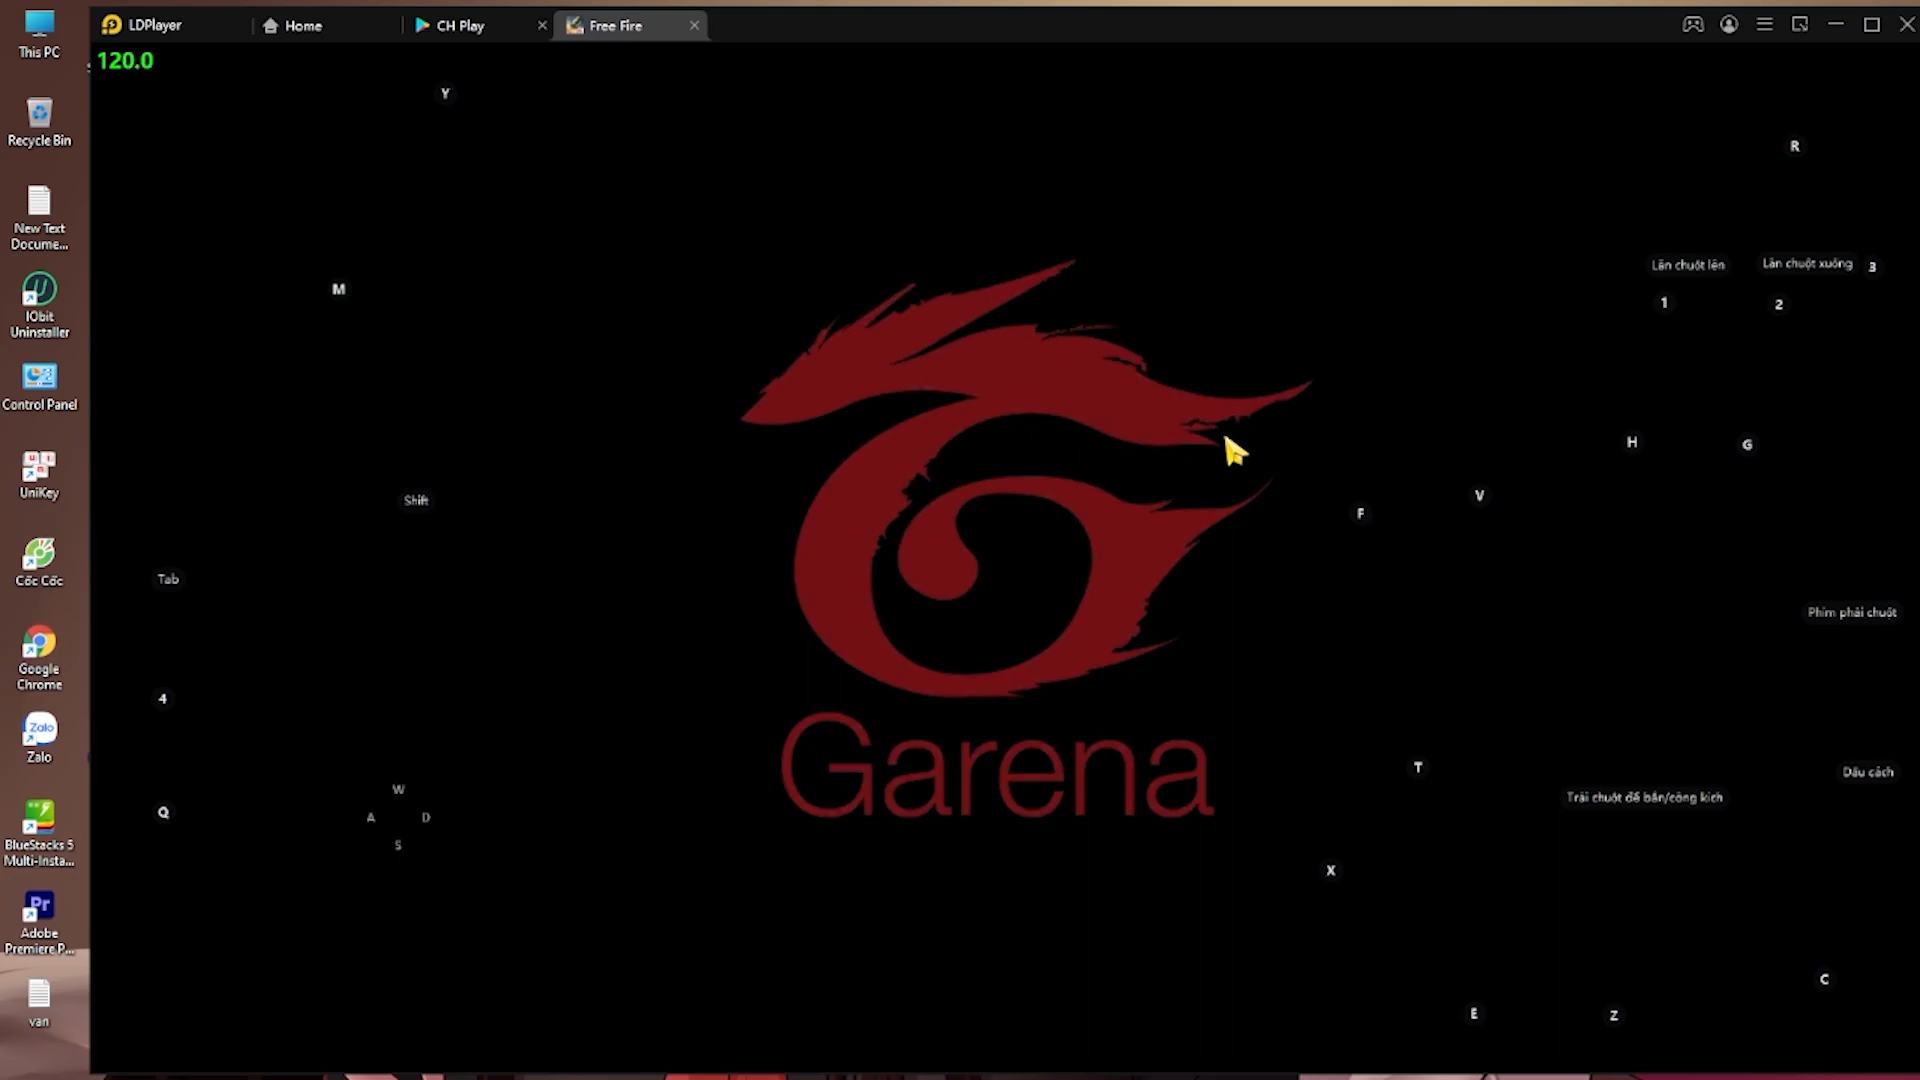 This PC
Recycle Bin
New Text
Docume...
IObit
Uninstaller
Control Panel
UniKey
Cốc Cốc
Google
Chrome
Zalo
Zalo
BlueStacks 5
Multi-Insta...
Pr
Adobe
Premiere P...
van
LDPlayer
Home
CH Play
Free Fire
120.0
Y
R
M
Lăn chuột lên
Lăn chuột xuống
3
1
2
H
G
V
Shift
F
Tab
Phím phải chuột
4
T
Dấu cách
W
Trái chuột để bắn/công kích
Q
A
D
S
X
C
E
Z
Garena